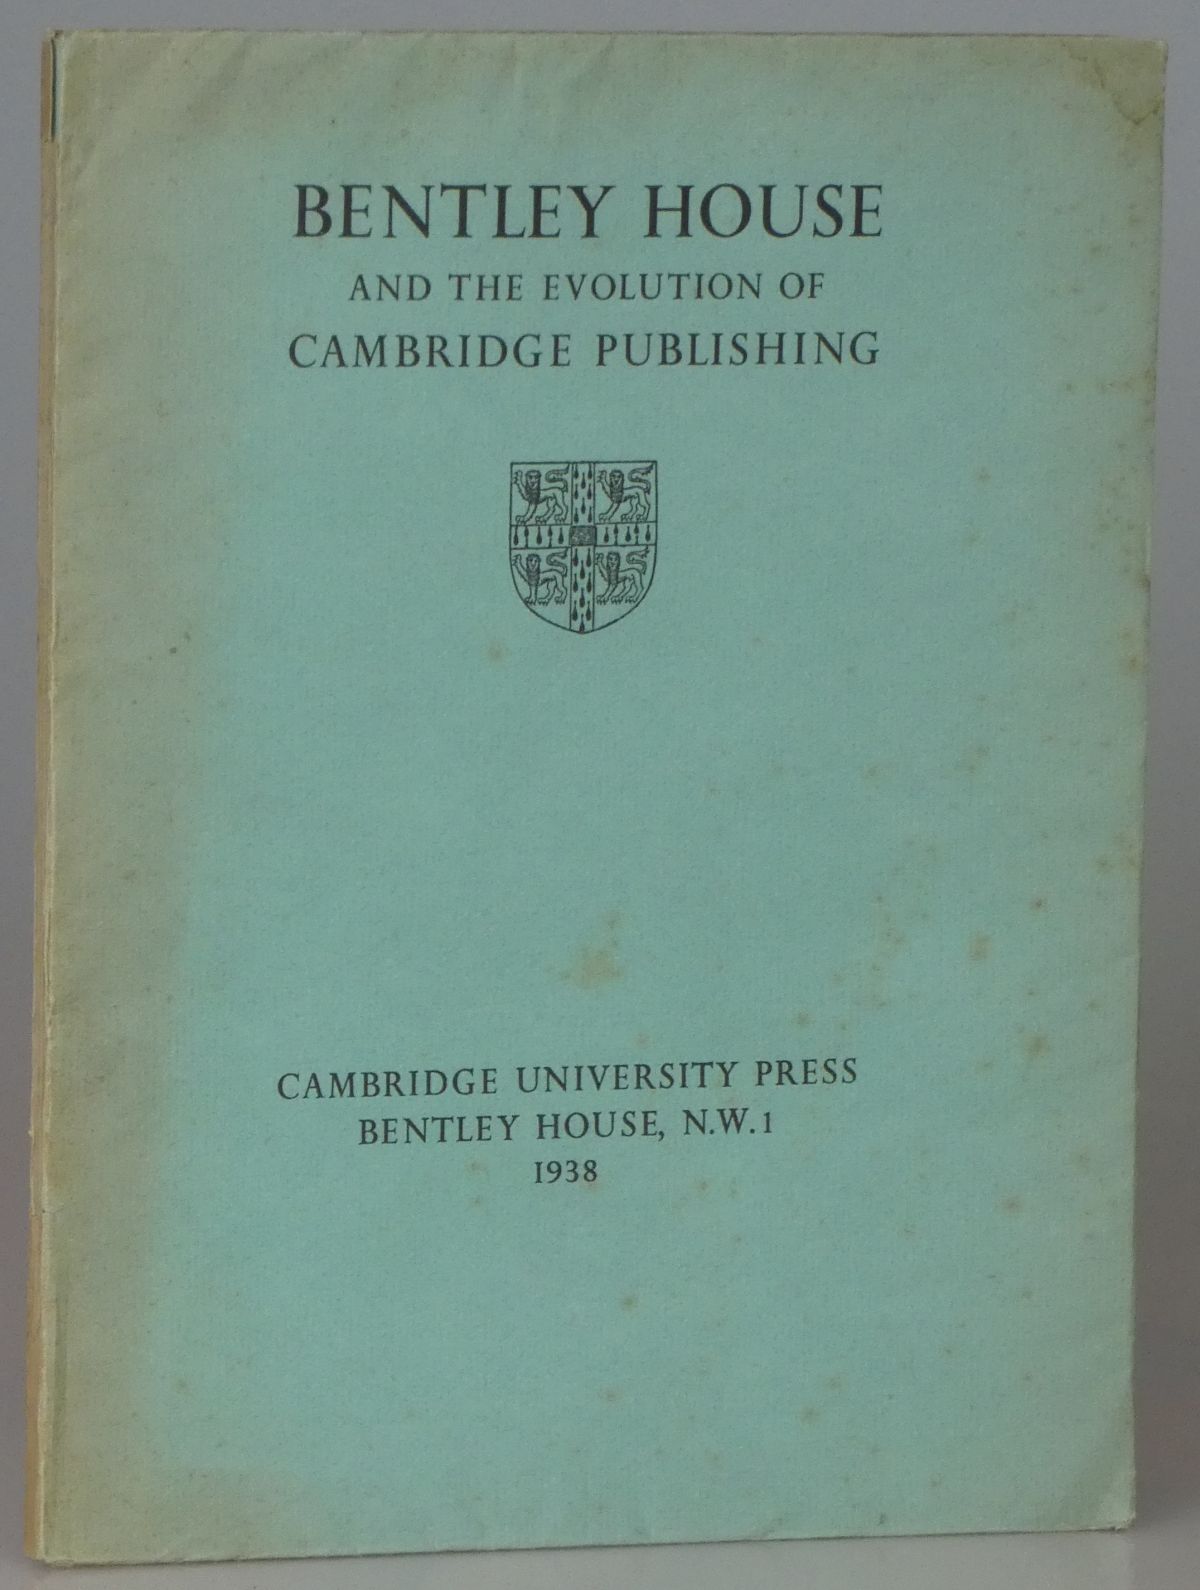 BENTLEY HOUSE
AND THE EVOLUTION OF
CAMBRIDGE PUBLISHING
CAMBRIDGE UNIVERSITY PRESS
BENTLEY HOUSE, N.W.1
1938